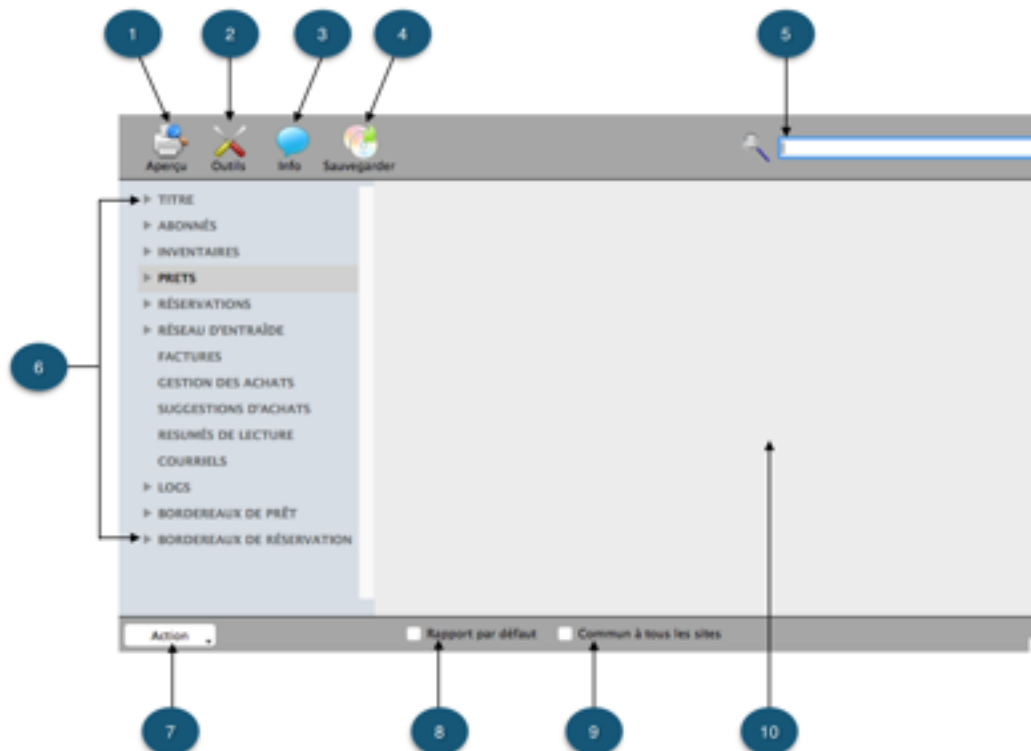 1 2 3 4 5
Aperçu Outils Info Sauvegarder
TITRE
ABONNÉS
INVENTAIRES
PRETS
RÉSERVATIONS
RÉSEAU D'ENTRAÎDE
6
FACTURES
GESTION DES ACHATS
SUGGESTIONS D'ACHATS
RESUMÉS DE LECTURE
COURRIELS
LOGS
BORDEREAUX DE PRÊT
BORDEREAUX DE RÉSERVATION
Action Rapport par défaut Commun à tous les sites
7 8 9 10